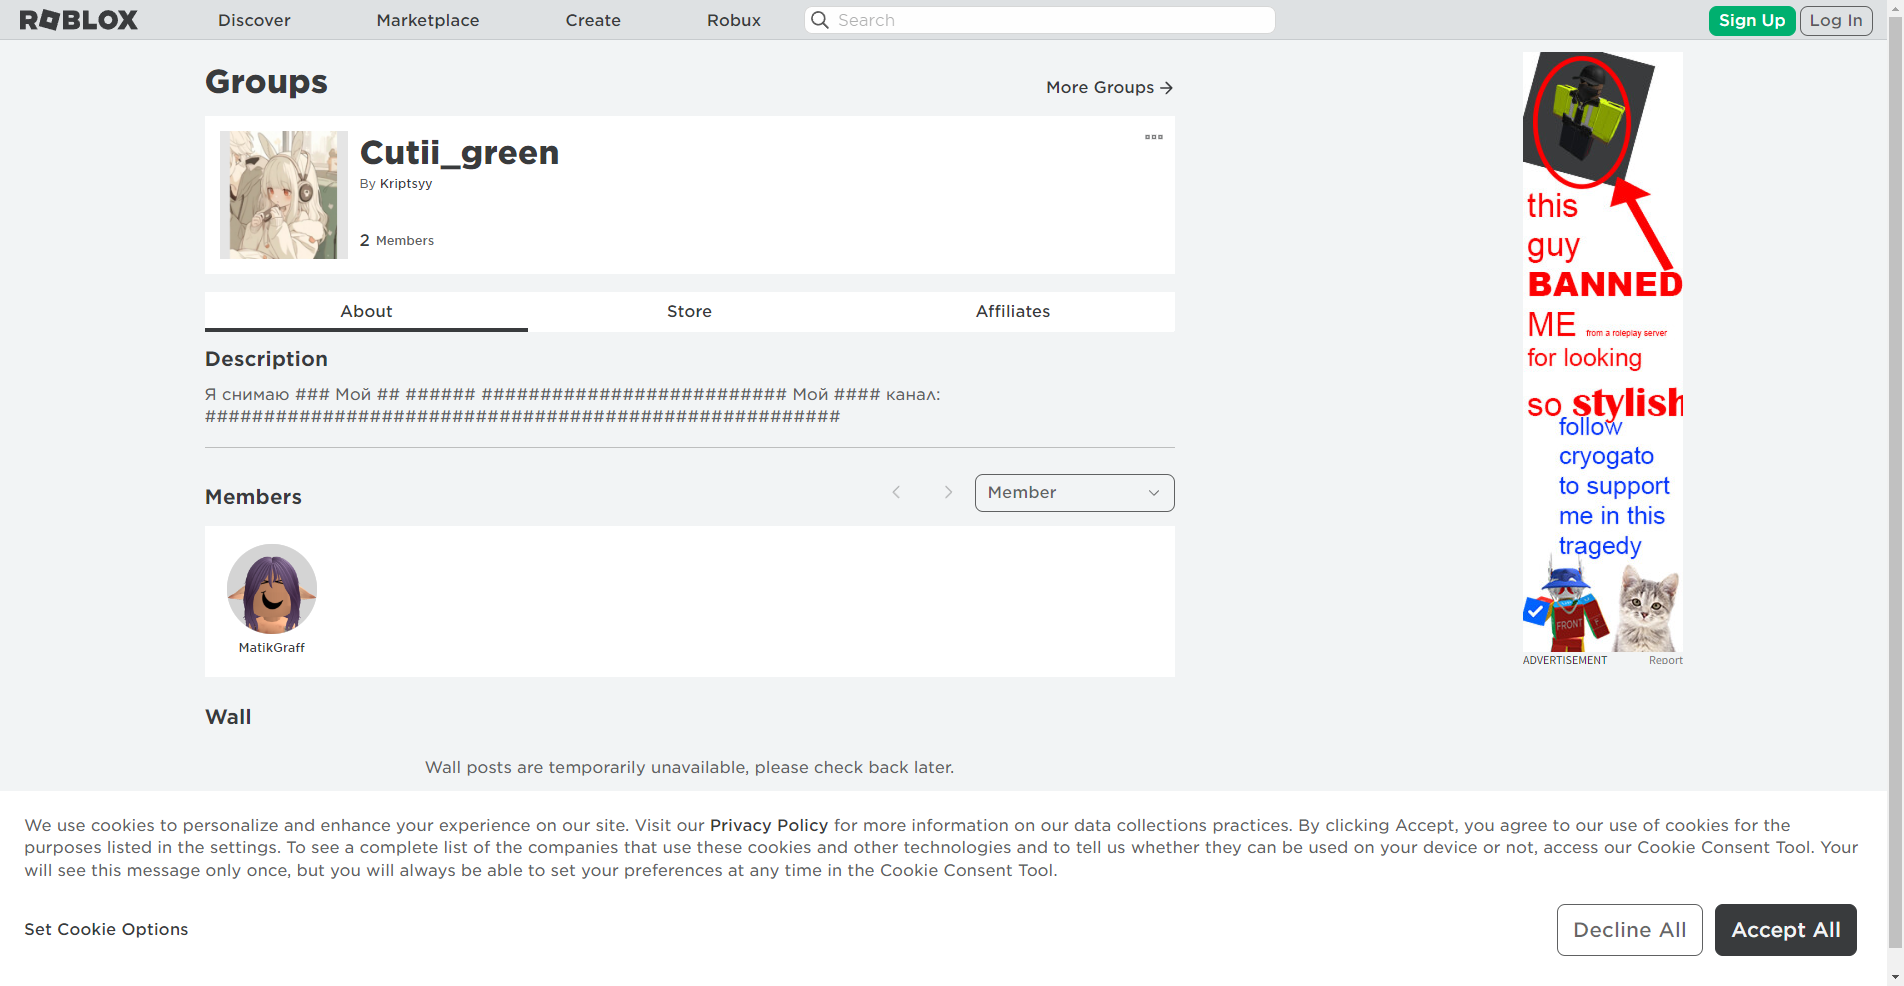 ROBLOX
Discover
Marketplace
Create
Robux
Search
Sign Up
Log In
Groups
More Groups
Cutii_green
By Kriptsyy
2 Members
About
Store
Affiliates
Description
Я снимаю ### Мой ## ###### ########################## Мой #### канал:
######################################################
Members
Member
MatikGraff
Wall
Wall posts are temporarily unavailable, please check back later.
this
guy
BANNED
ME from a roleplay server
for looking
so stylish
follow
cryogato
to support
me in this
tragedy
FRONT
ADVERTISEMENT
Report
We use cookies to personalize and enhance your experience on our site. Visit our Privacy Policy for more information on our data collections practices. By clicking Accept, you agree to our use of cookies for the
purposes listed in the settings. To see a complete list of the companies that use these cookies and other technologies and to tell us whether they can be used on your device or not, access our Cookie Consent Tool. Your
will see this message only once, but you will always be able to set your preferences at any time in the Cookie Consent Tool.
Set Cookie Options
Decline All
Accept All